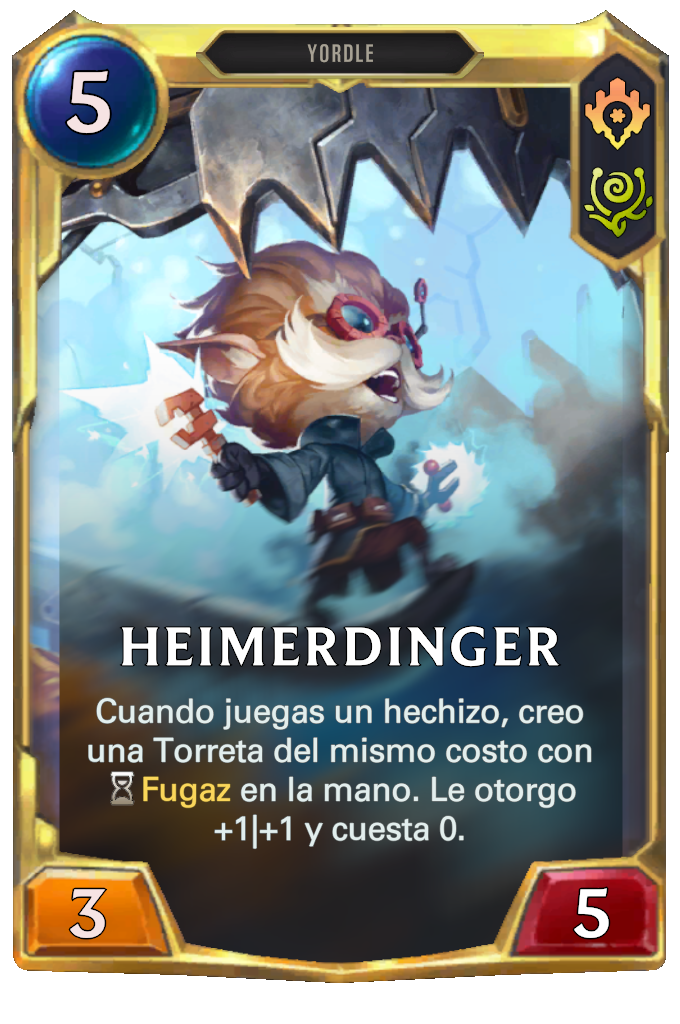 5
YORDLE
HEIMERDINGER
Cuando juegas un hechizo, creo
una Torreta del mismo costo con
Fugaz en la mano. Le otorgo
+1|+1 y cuesta 0.
3
5